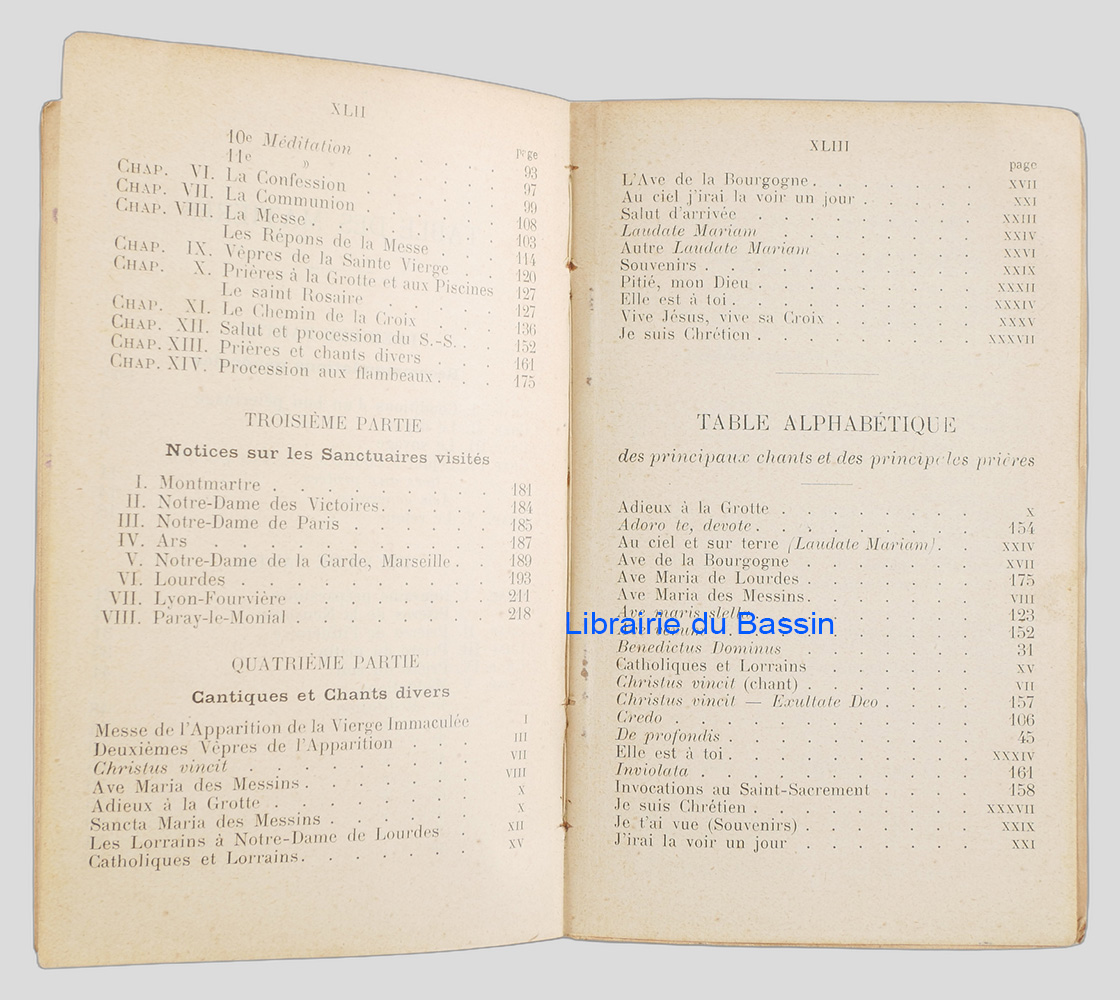 XLII
page
10e Méditation . . . . . 93
11e » . . . . . 97
CHAP. VI. La Confession . . . . 99
CHAP. VII. La Communion . . . . 108
CHAP. VIII. La Messe . . . . . 103
Les Répons de la Messe . . . 114
CHAP. IX. Vêpres de la Sainte Vierge . . 120
CHAP. X. Prières à la Grotte et aux Piscines 127
Le saint Rosaire . . . . 127
CHAP. XI. Le Chemin de la Croix . . . 136
CHAP. XII. Salut et procession du S.-S. . . 152
CHAP. XIII. Prières et chants divers . . . 161
CHAP. XIV. Procession aux flambeaux . . . 175
TROISIÈME PARTIE
Notices sur les Sanctuaires visités
I. Montmartre . . . . . . . 181
II. Notre-Dame des Victoires. . . . . 184
III. Notre-Dame de Paris . . . . . 185
IV. Ars . . . . . . . . 187
V. Notre-Dame de la Garde, Marseille . . 189
VI. Lourdes . . . . . . . 193
VII. Lyon-Fourvière . . . . . . 211
VIII. Paray-le-Monial . . . . . . 218
QUATRIÈME PARTIE
Cantiques et Chants divers
Messe de l'Apparition de la Vierge Immaculée I
Deuxièmes Vêpres de l'Apparition . . . III
Christus vincit . . . . . . . VII
Ave Maria des Messins . . . . . . VIII
Adieux à la Grotte . . . . . . X
Sancta Maria des Messins . . . . . X
Les Lorrains à Notre-Dame de Lourdes . XII
Catholiques et Lorrains. . . . . . XV
XLIII
page
L'Ave de la Bourgogne . . . . . . XVII
Au ciel j'irai la voir un jour . . . . . XXI
Salut d'arrivée . . . . . . . XXIII
Laudate Mariam . . . . . . XXIV
Autre Laudate Mariam . . . . . XXVI
Souvenirs . . . . . . . . XXIX
Pitié, mon Dieu . . . . . . . XXXII
Elle est à toi . . . . . . . . XXXIV
Vive Jésus, vive sa Croix . . . . . XXXV
Je suis Chrétien . . . . . . . XXXVII
TABLE ALPHABÉTIQUE
des principaux chants et des principales prières
Adieux à la Grotte . . . . . . X
Adoro te, devote . . . . . . . 154
Au ciel et sur terre (Laudate Mariam) . . XXIV
Ave de la Bourgogne . . . . . . XVII
Ave Maria de Lourdes . . . . . . 175
Ave Maria des Messins . . . . . . VIII
Ave maris stella . . . . . . 123
Librairie du Bassin
Ave verum . . . . . . 152
Benedictus Dominus . . . . . . 31
Catholiques et Lorrains . . . . . XV
Christus vincit (chant) . . . . . . VII
Christus vincit — Exultate Deo . . . . 157
Credo . . . . . . . . . 106
De profondis . . . . . . . . 45
Elle est à toi . . . . . . . . XXXIV
Inviolata . . . . . . . . 161
Invocations au Saint-Sacrement . . . . 158
Je suis Chrétien . . . . . . . XXXVII
Je t'ai vue (Souvenirs) . . . . . . XXIX
J'irai la voir un jour . . . . . . XXI